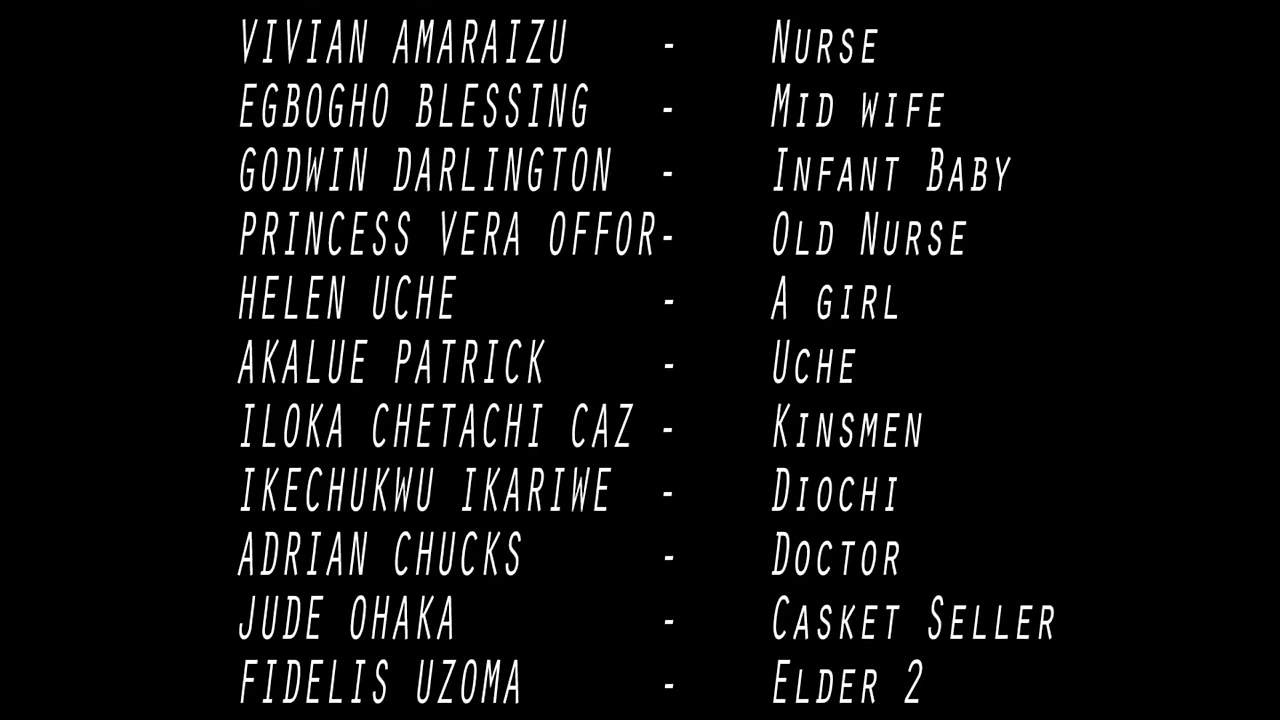 VIVIAN AMARAIZU - NURSE
EGBOGHO BLESSING - MID WIFE
GODWIN DARLINGTON - INFANT BABY
PRINCESS VERA OFFOR- OLD NURSE
HELEN UCHE - A GIRL
AKALUE PATRICK - UCHE
ILOKA CHETACHI CAZ - KINSMEN
IKECHUKWU IKARIWE - DIOCHI
ADRIAN CHUCKS - DOCTOR
JUDE OHAKA - CASKET SELLER
FIDELIS UZOMA - ELDER 2